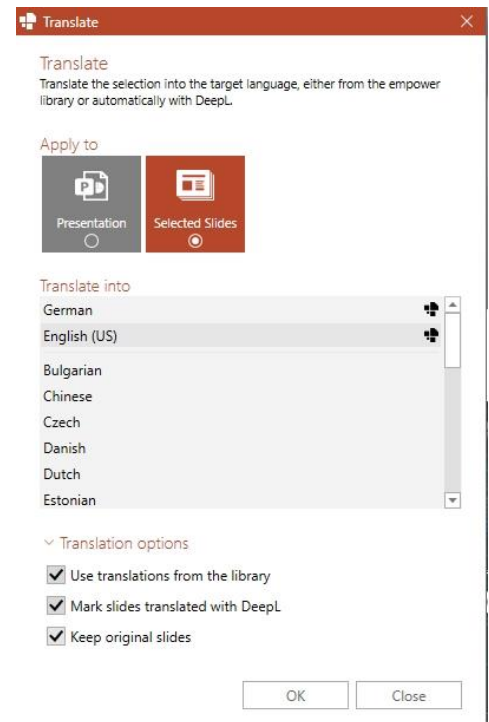 Translate
Translate
Translate the selection into the target language, either from the empower
library or automatically with DeepL.
Apply to
Presentation
Selected Slides
Translate into
German
English (US)
Bulgarian
Chinese
Czech
Danish
Dutch
Estonian
Translation options
Use translations from the library
Mark slides translated with DeepL
Keep original slides
OK Close